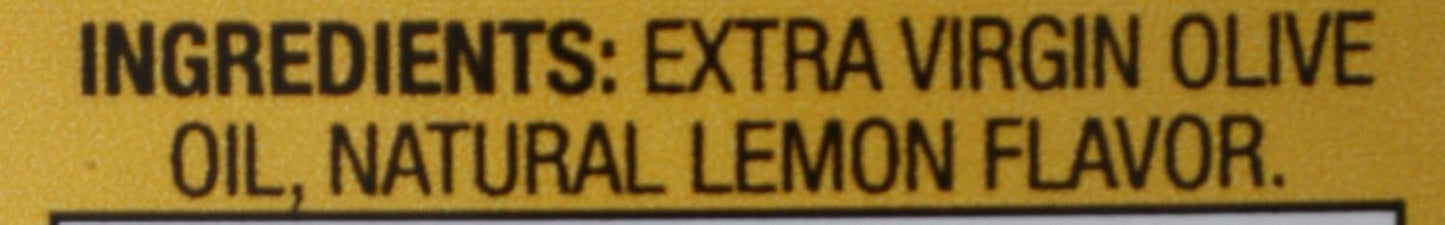 INGREDIENTS: EXTRA VIRGIN OLIVE
OIL, NATURAL LEMON FLAVOR.